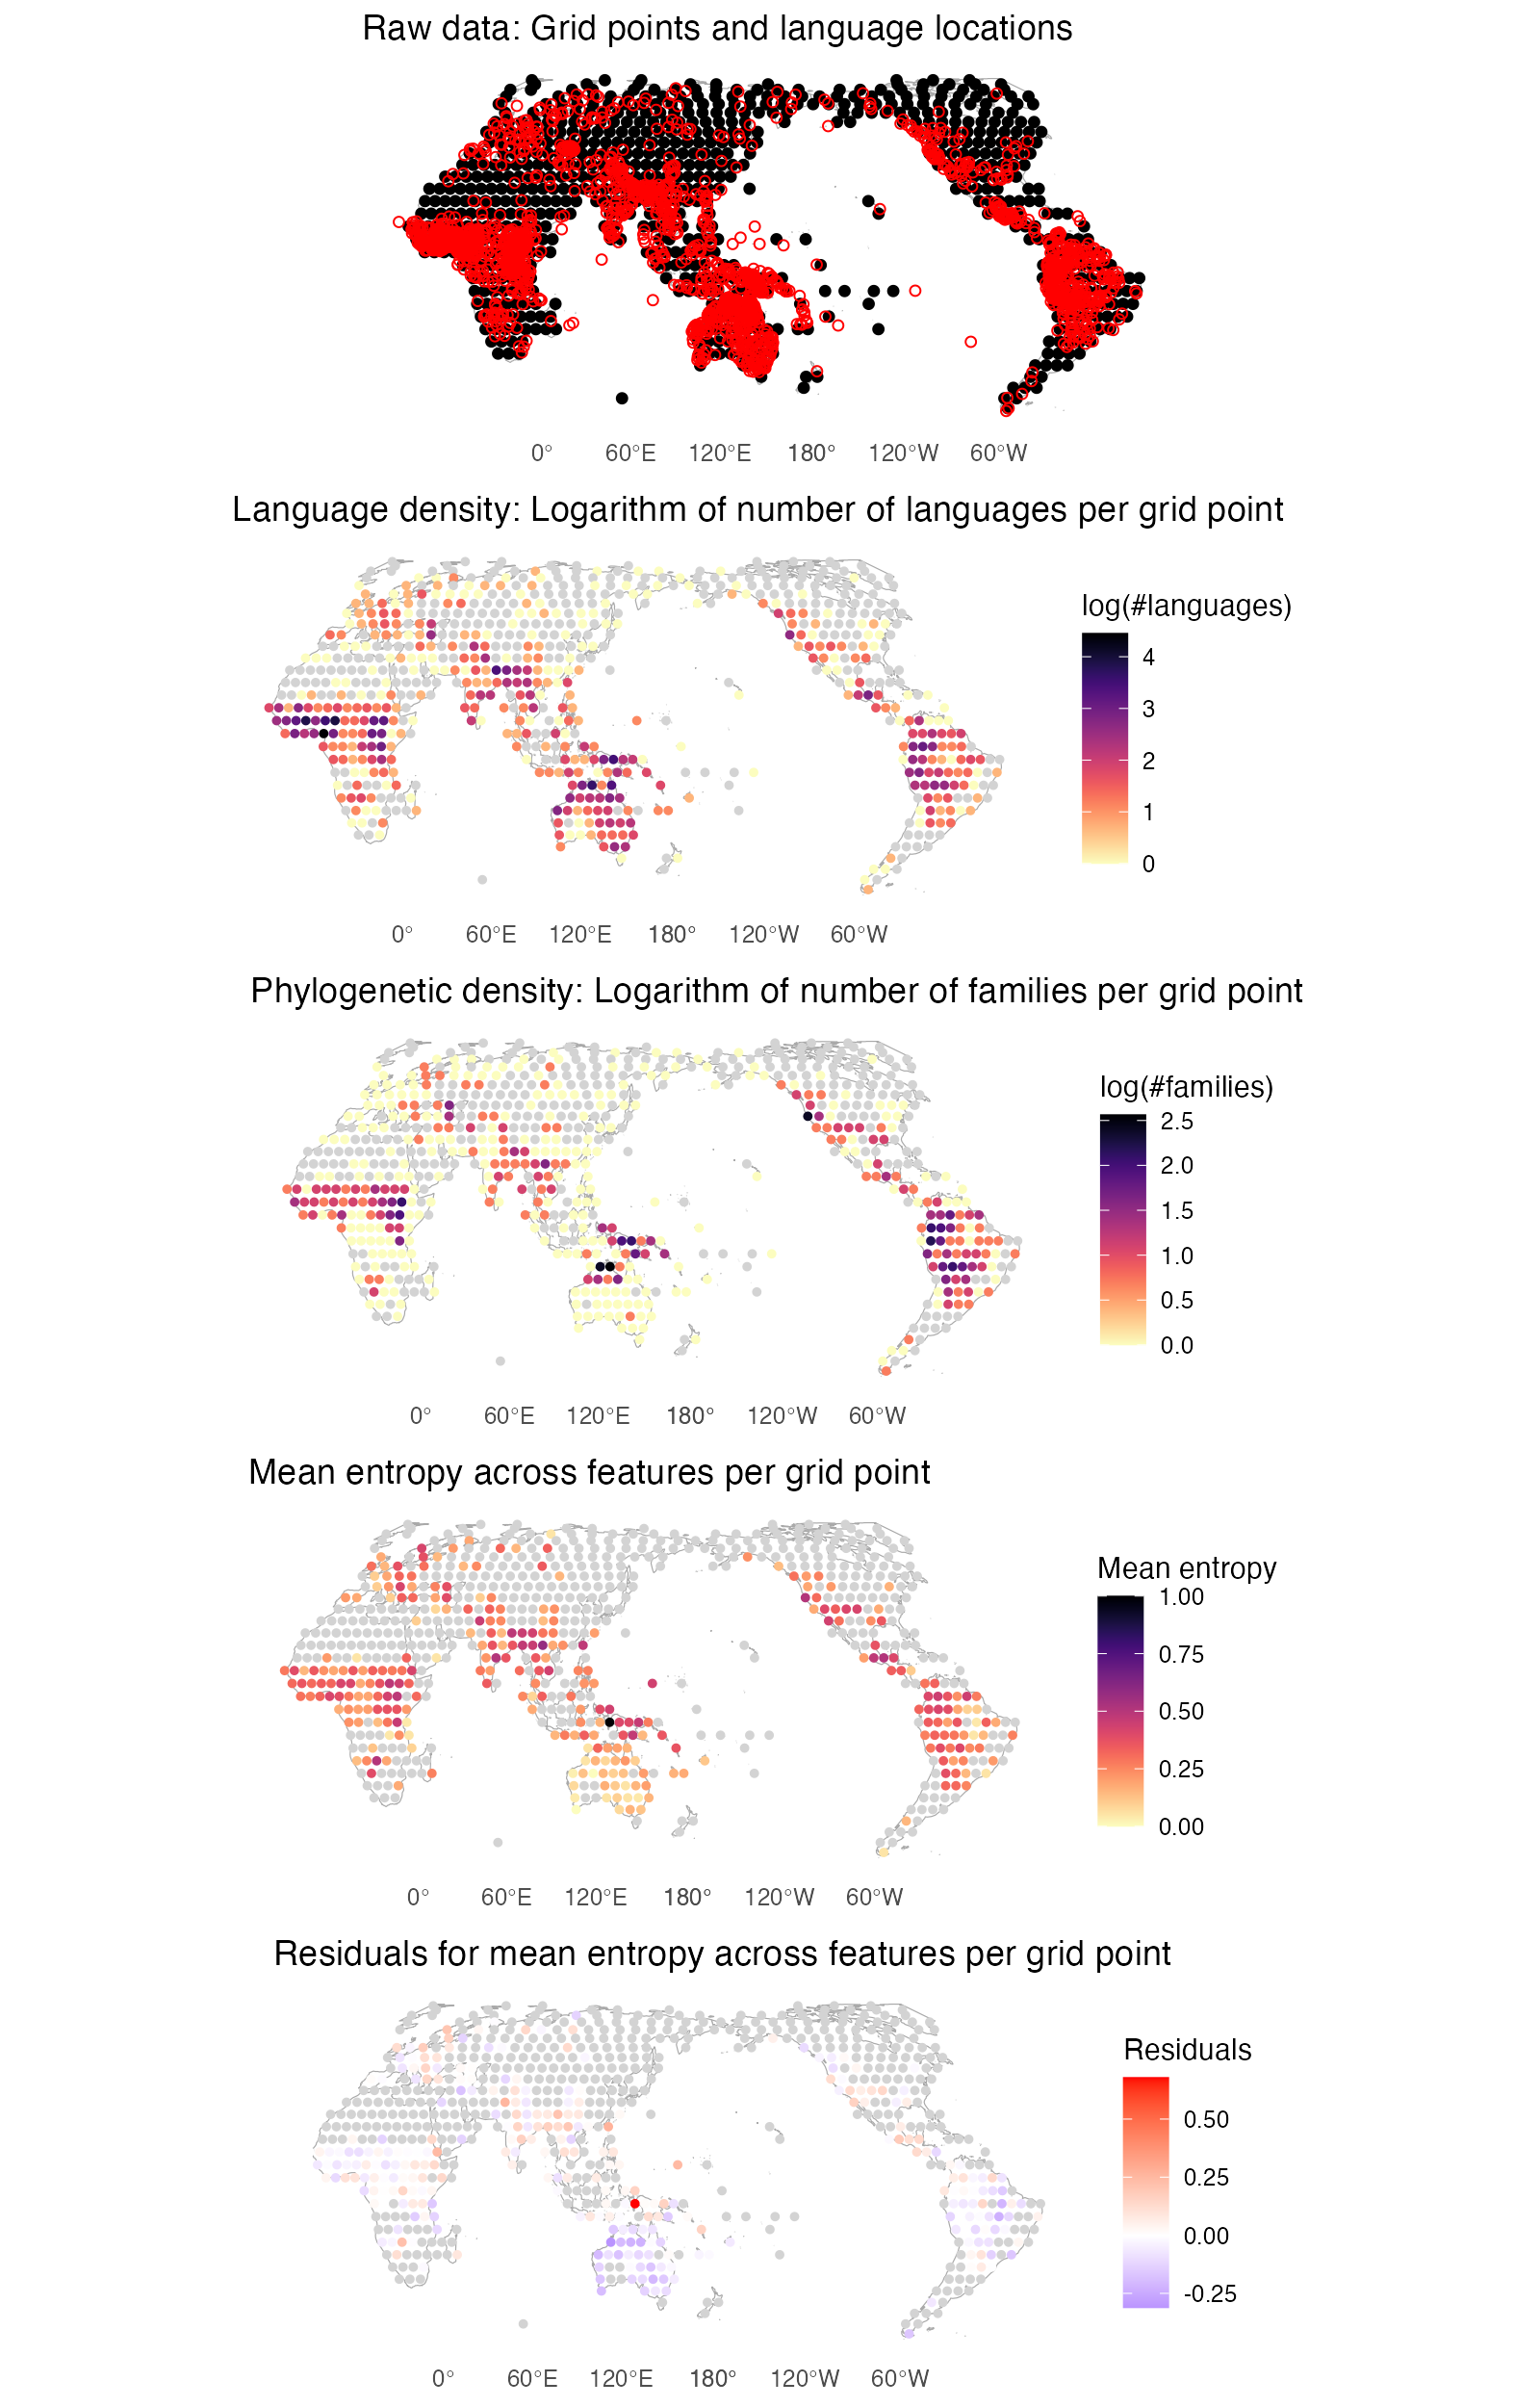 Raw data: Grid points and language locations
0° 60°E 120°E 180° 120°W 60°W
Language density: Logarithm of number of languages per grid point
log(#languages)
4
3
2
1
0
0° 60°E 120°E 180° 120°W 60°W
Phylogenetic density: Logarithm of number of families per grid point
log(#families)
2.5
2.0
1.5
1.0
0.5
0.0
0° 60°E 120°E 180° 120°W 60°W
Mean entropy across features per grid point
Mean entropy
1.00
0.75
0.50
0.25
0.00
0° 60°E 120°E 180° 120°W 60°W
Residuals for mean entropy across features per grid point
Residuals
0.50
0.25
0.00
-0.25
0° 60°E 120°E 180° 120°W 60°W